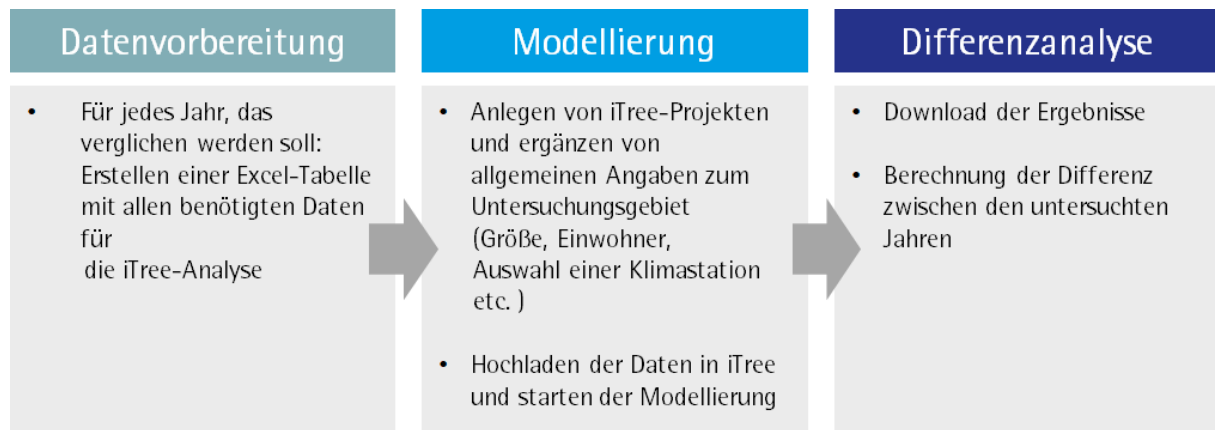 Datenvorbereitung
• Für jedes Jahr, das
verglichen werden soll:
Erstellen einer Excel-Tabelle
mit allen benötigten Daten
für
die iTree-Analyse
Modellierung
• Anlegen von iTree-Projekten
und ergänzen von
allgemeinen Angaben zum
Untersuchungsgebiet
(Größe, Einwohner,
Auswahl einer Klimastation
etc. )
• Hochladen der Daten in iTree
und starten der Modellierung
Differenzanalyse
• Download der Ergebnisse
• Berechnung der Differenz
zwischen den untersuchten
Jahren